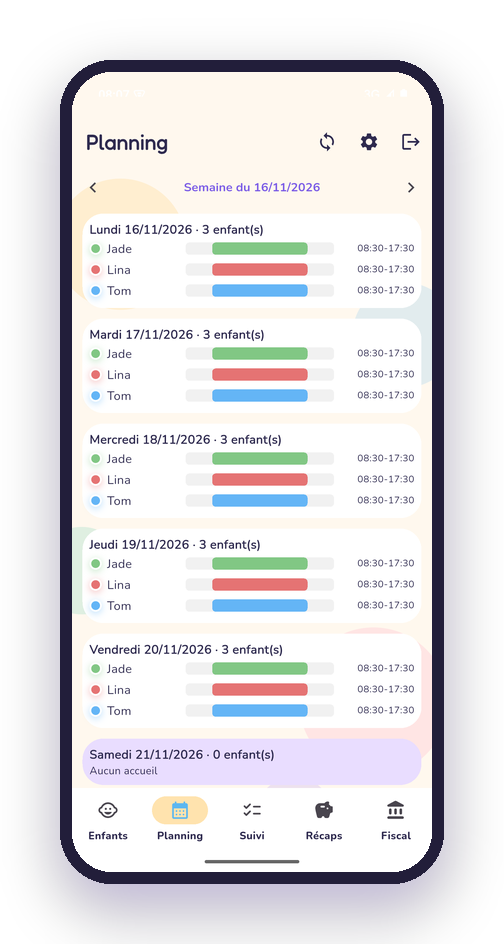 Planning
Semaine du 16/11/2026
Lundi 16/11/2026 · 3 enfant(s)
Jade 08:30-17:30
Lina 08:30-17:30
Tom 08:30-17:30
Mardi 17/11/2026 · 3 enfant(s)
Jade 08:30-17:30
Lina 08:30-17:30
Tom 08:30-17:30
Mercredi 18/11/2026 · 3 enfant(s)
Jade 08:30-17:30
Lina 08:30-17:30
Tom 08:30-17:30
Jeudi 19/11/2026 · 3 enfant(s)
Jade 08:30-17:30
Lina 08:30-17:30
Tom 08:30-17:30
Vendredi 20/11/2026 · 3 enfant(s)
Jade 08:30-17:30
Lina 08:30-17:30
Tom 08:30-17:30
Samedi 21/11/2026 · 0 enfant(s)
Aucun accueil
Enfants Planning Suivi Récaps Fiscal